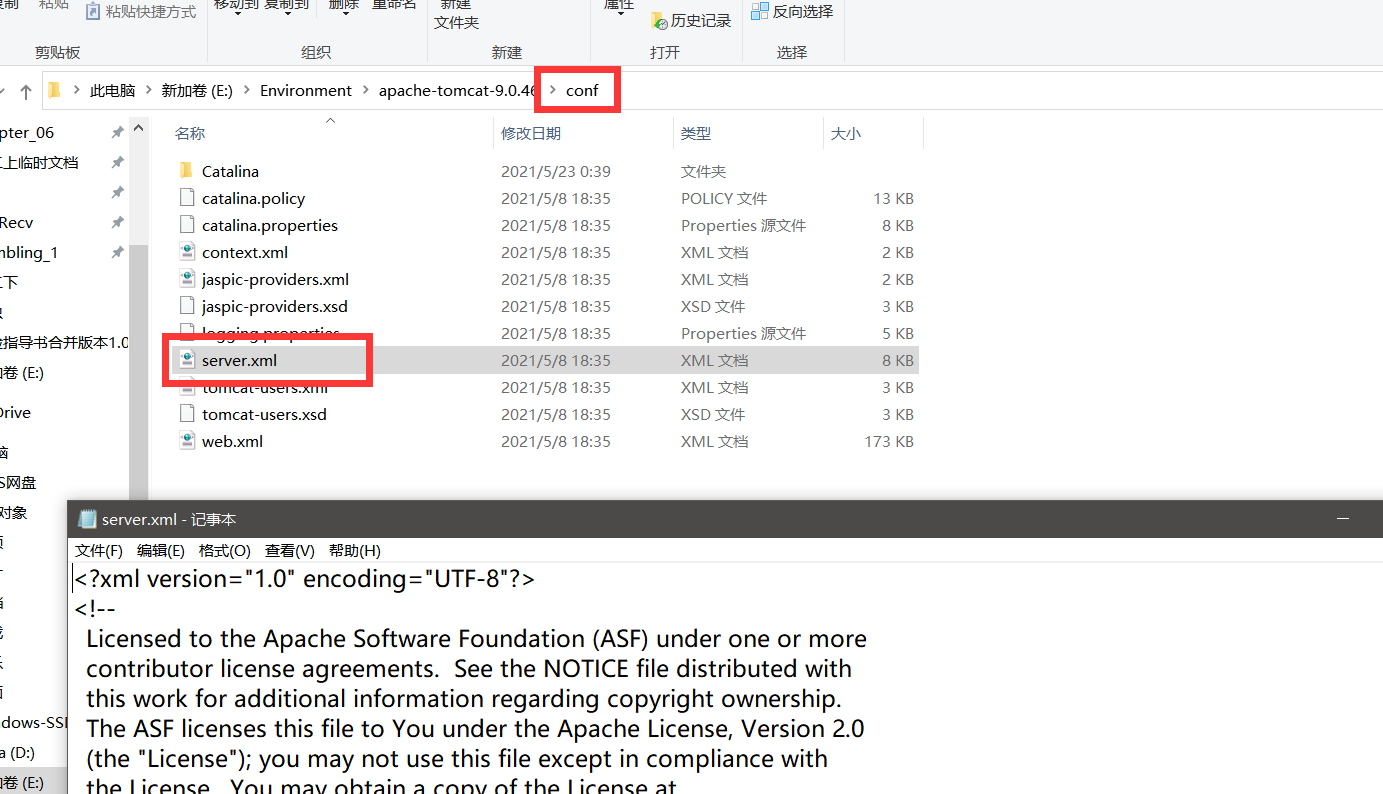 粘贴 移动到 复制到 删除 重命名 新建 属性
粘贴快捷方式 文件夹 历史记录 反向选择
剪贴板 组织 新建 打开 选择
此电脑 新加卷 (E:) Environment apache-tomcat-9.0.46 conf
pter_06
上临时文档
Recv
mbling_1
下
指导书合并版本1.0
卷 (E:)
Drive
S网盘
对象
ndows-SSI
a (D:)
卷 (E:)
名称 修改日期 类型 大小
Catalina 2021/5/23 0:39 文件夹
catalina.policy 2021/5/8 18:35 POLICY 文件 13 KB
catalina.properties 2021/5/8 18:35 Properties 源文件 8 KB
context.xml 2021/5/8 18:35 XML 文档 2 KB
jaspic-providers.xml 2021/5/8 18:35 XML 文档 2 KB
jaspic-providers.xsd 2021/5/8 18:35 XSD 文件 3 KB
logging.properties 2021/5/8 18:35 Properties 源文件 5 KB
server.xml 2021/5/8 18:35 XML 文档 8 KB
tomcat-users.xml 2021/5/8 18:35 XML 文档 3 KB
tomcat-users.xsd 2021/5/8 18:35 XSD 文件 3 KB
web.xml 2021/5/8 18:35 XML 文档 173 KB
server.xml - 记事本
文件(F) 编辑(E) 格式(O) 查看(V) 帮助(H)
<?xml version="1.0" encoding="UTF-8"?>
<!--
Licensed to the Apache Software Foundation (ASF) under one or more
contributor license agreements.  See the NOTICE file distributed with
this work for additional information regarding copyright ownership.
The ASF licenses this file to You under the Apache License, Version 2.0
(the "License"); you may not use this file except in compliance with
the License.  You may obtain a copy of the License at